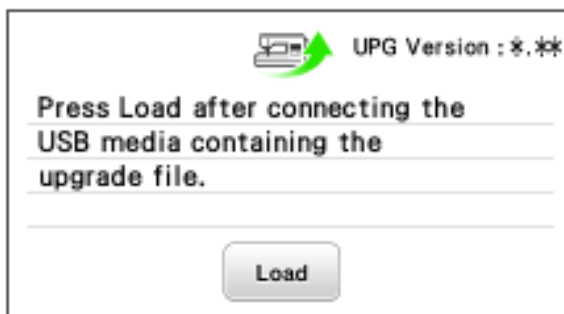 UPG Version : *.**
Press Load after connecting the
USB media containing the
upgrade file.
Load